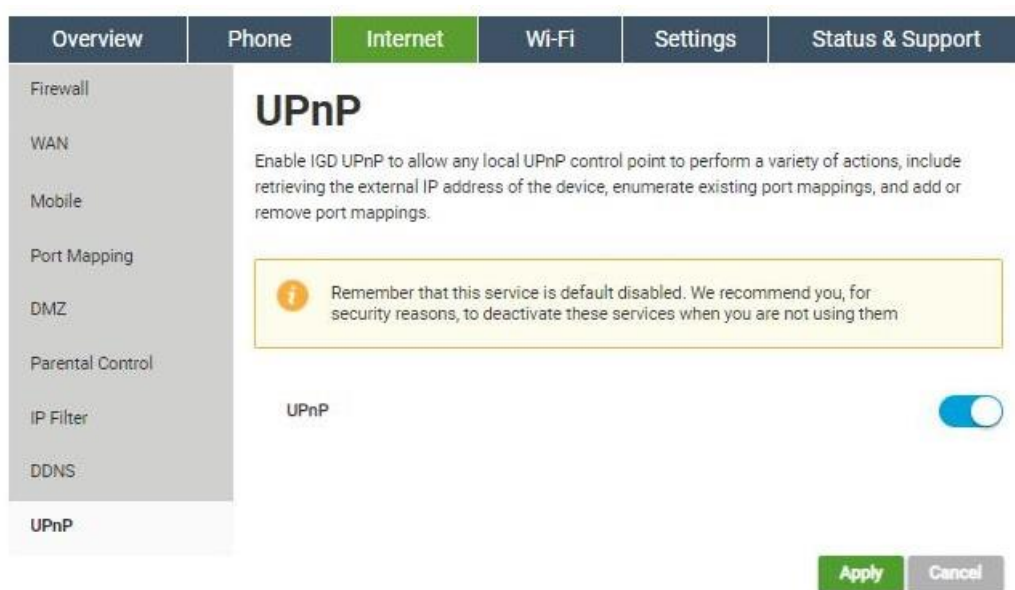 Overview Phone Internet Wi-Fi Settings Status & Support
Firewall
WAN
Mobile
Port Mapping
DMZ
Parental Control
IP Filter
DDNS
UPnP
UPnP
Enable IGD UPnP to allow any local UPnP control point to perform a variety of actions, include
retrieving the external IP address of the device, enumerate existing port mappings, and add or
remove port mappings.
i
Remember that this service is default disabled. We recommend you, for
security reasons, to deactivate these services when you are not using them
UPnP
Apply Cancel